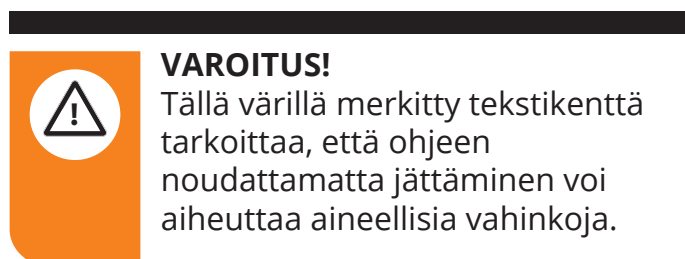 VAROITUS!
Tällä värillä merkitty tekstikenttä
tarkoittaa, että ohjeen
noudattamatta jättäminen voi
aiheuttaa aineellisia vahinkoja.